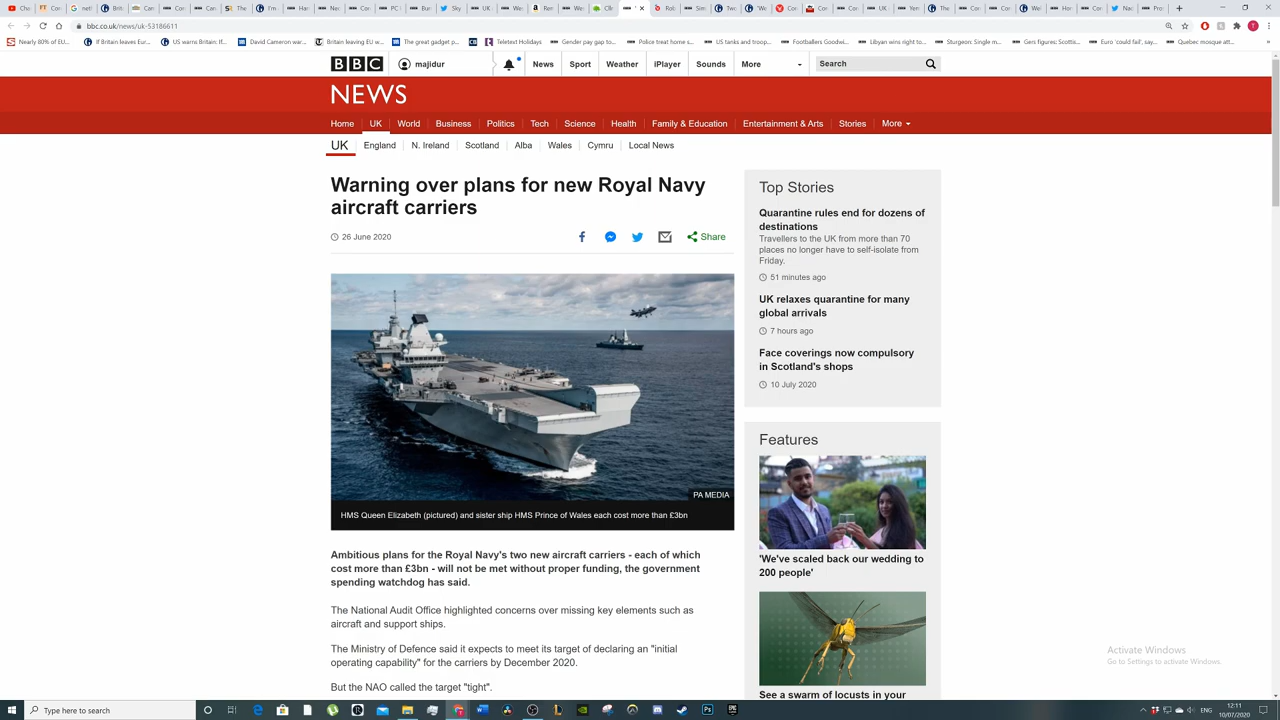 bbc.co.uk/news/uk-53186611
Nearly 80% of EU...
If Britain leaves Eur...
US warns Britain: If...
David Cameron war...
Britain leaving EU w...
The great gadget p...
Teletext Holidays
Gender pay gap to...
Police treat home s...
US tanks and troop...
Footballers Goodwi...
Libyan wins right to...
Sturgeon: Single m...
Gers figures: Scottis...
Euro 'could fail', say...
Quebec mosque att...
BBC
majidur
News
Sport
Weather
iPlayer
Sounds
More
Search
NEWS
Home
UK
World
Business
Politics
Tech
Science
Health
Family & Education
Entertainment & Arts
Stories
More
UK
England
N. Ireland
Scotland
Alba
Wales
Cymru
Local News
Warning over plans for new Royal Navy
aircraft carriers
26 June 2020
Share
PA MEDIA
HMS Queen Elizabeth (pictured) and sister ship HMS Prince of Wales each cost more than £3bn
Ambitious plans for the Royal Navy's two new aircraft carriers - each of which
cost more than £3bn - will not be met without proper funding, the government
spending watchdog has said.
The National Audit Office highlighted concerns over missing key elements such as
aircraft and support ships.
The Ministry of Defence said it expects to meet its target of declaring an "initial
operating capability" for the carriers by December 2020.
But the NAO called the target "tight".
Top Stories
Quarantine rules end for dozens of
destinations
Travellers to the UK from more than 70
places no longer have to self-isolate from
Friday.
51 minutes ago
UK relaxes quarantine for many
global arrivals
7 hours ago
Face coverings now compulsory
in Scotland's shops
10 July 2020
Features
'We've scaled back our wedding to
200 people'
See a swarm of locusts in your
Activate Windows
Go to Settings to activate Windows.
Type here to search
12:11
10/07/2020